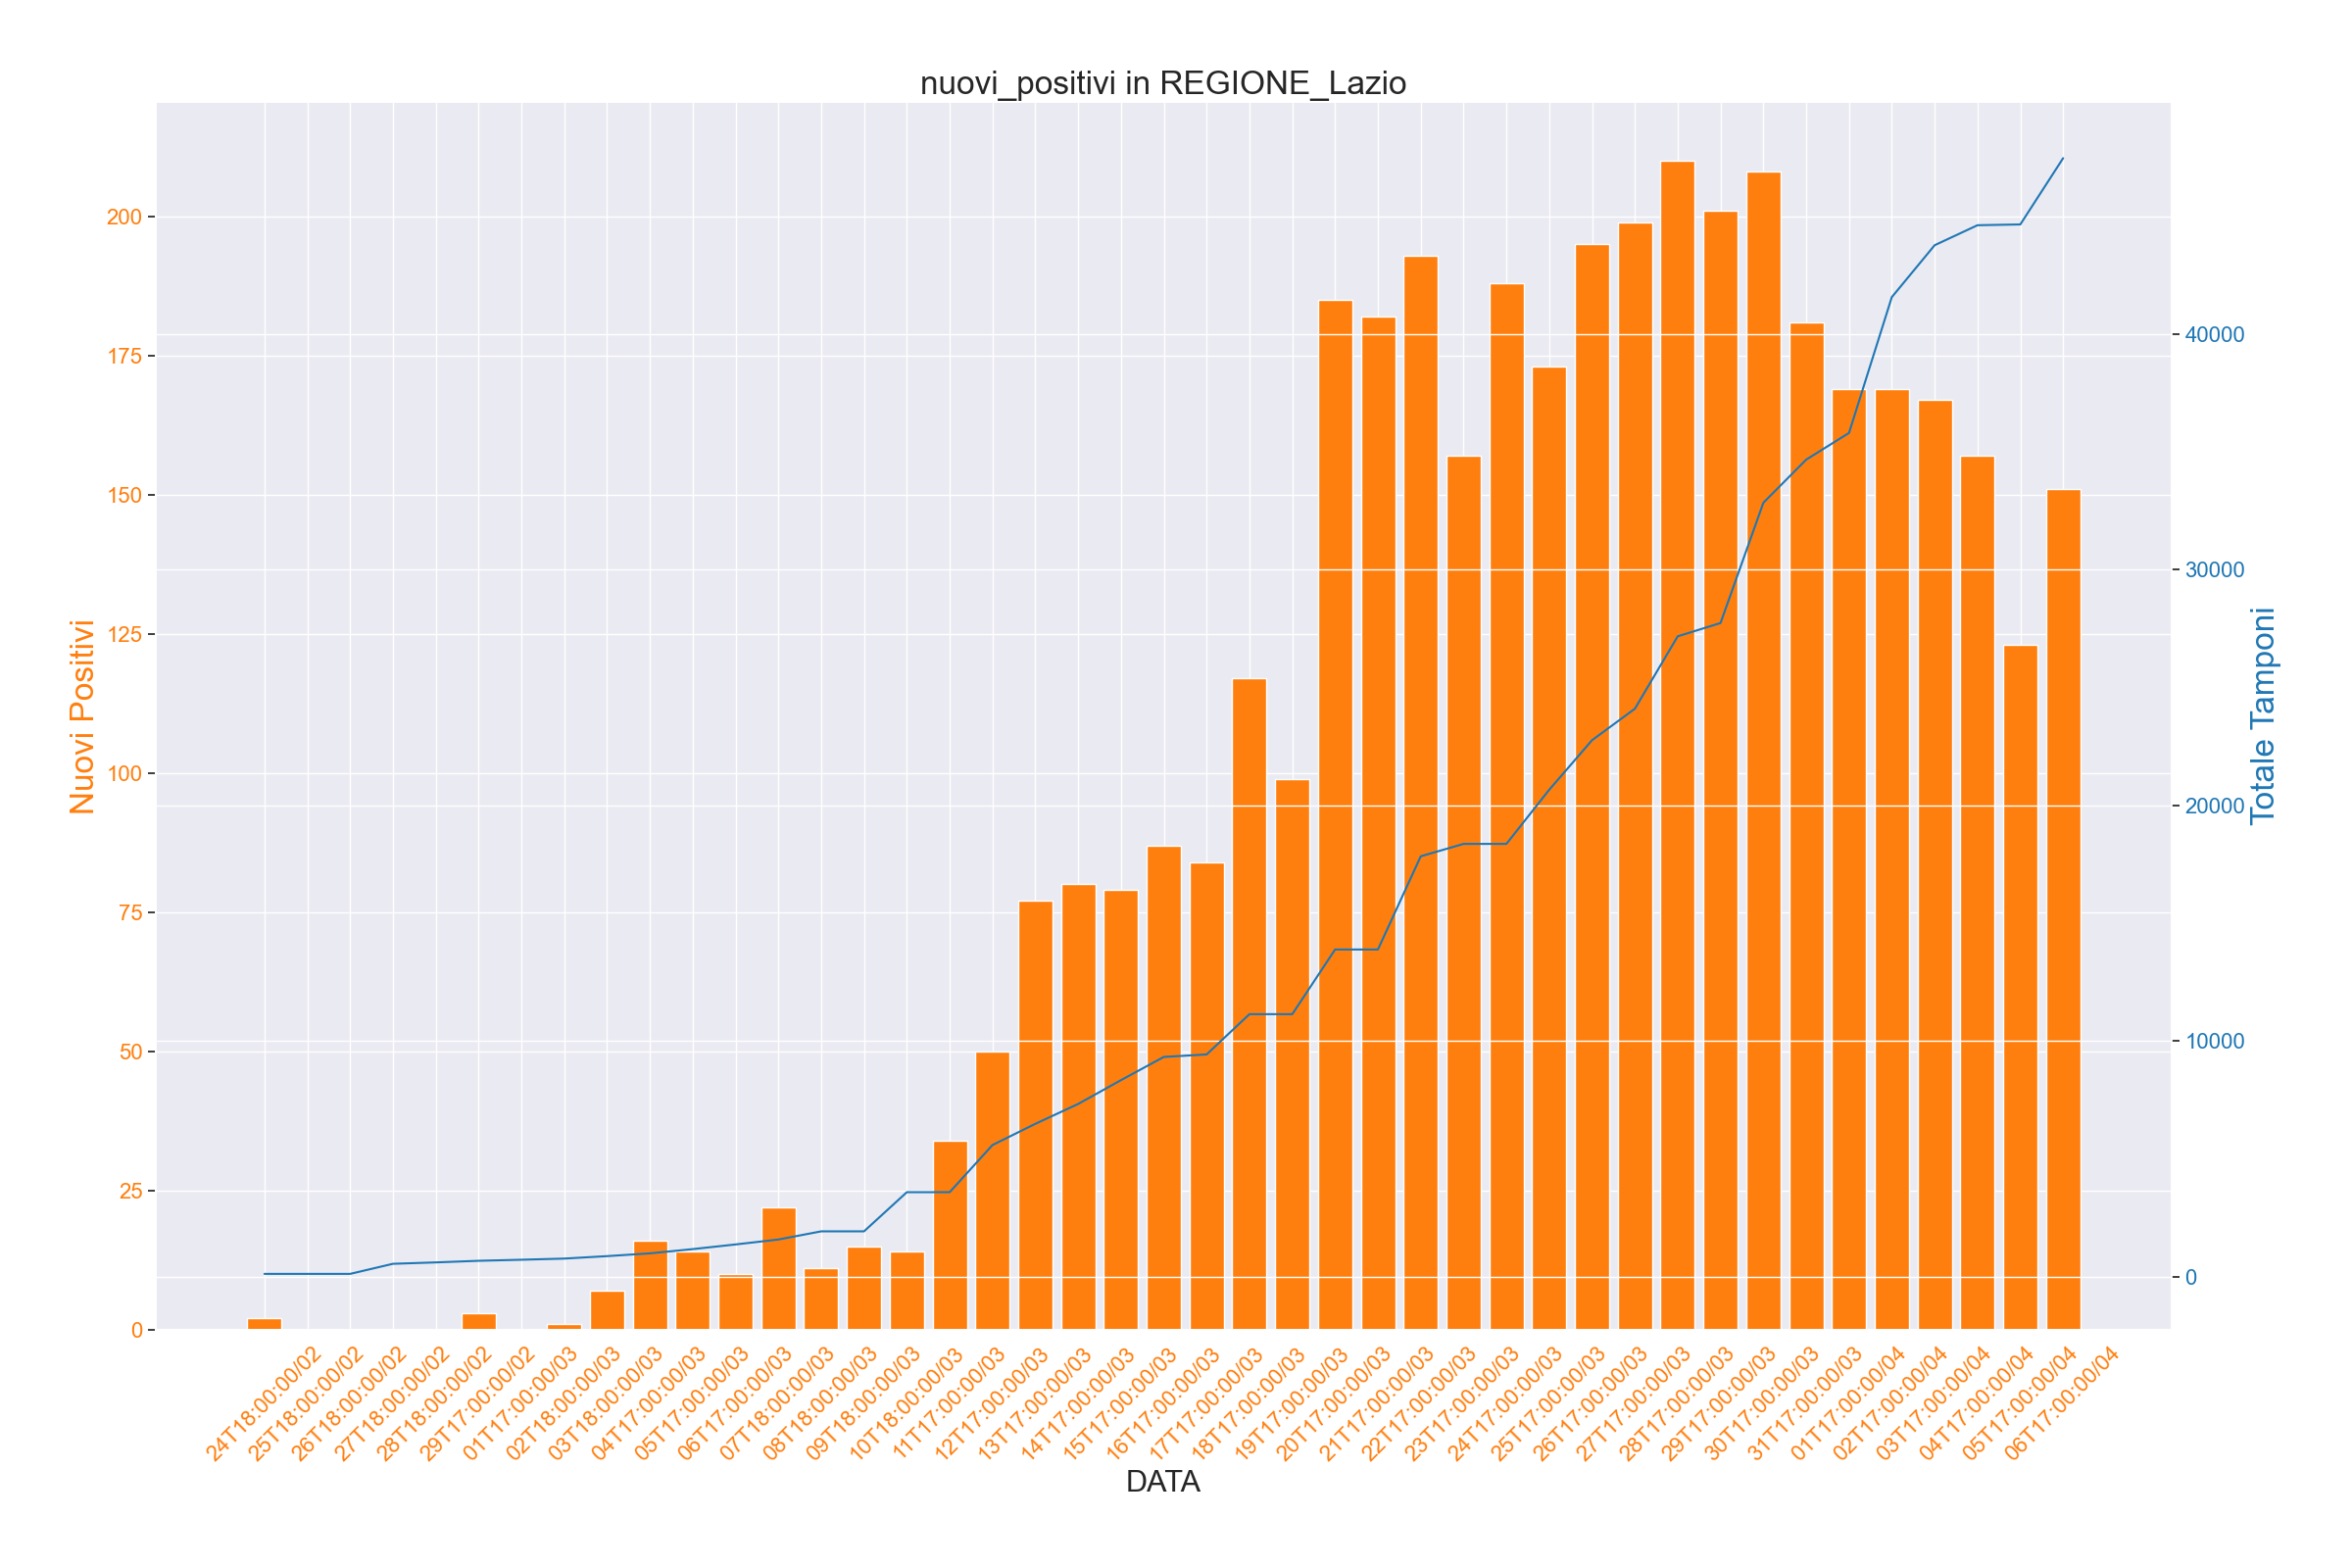 nuovi_positivi in REGIONE_Lazio
Nuovi Positivi
200
175
150
125
100
75
50
25
0
Totale Tamponi
40000
30000
20000
10000
0
24T18:00:00/02
25T18:00:00/02
26T18:00:00/02
27T18:00:00/02
28T18:00:00/02
29T17:00:00/02
01T17:00:00/03
02T18:00:00/03
03T18:00:00/03
04T17:00:00/03
05T17:00:00/03
06T17:00:00/03
07T18:00:00/03
08T18:00:00/03
09T18:00:00/03
10T18:00:00/03
11T17:00:00/03
12T17:00:00/03
13T17:00:00/03
14T17:00:00/03
15T17:00:00/03
16T17:00:00/03
17T17:00:00/03
18T17:00:00/03
19T17:00:00/03
20T17:00:00/03
21T17:00:00/03
22T17:00:00/03
23T17:00:00/03
24T17:00:00/03
25T17:00:00/03
26T17:00:00/03
27T17:00:00/03
28T17:00:00/03
29T17:00:00/03
30T17:00:00/03
31T17:00:00/03
01T17:00:00/04
02T17:00:00/04
03T17:00:00/04
04T17:00:00/04
05T17:00:00/04
06T17:00:00/04
DATA